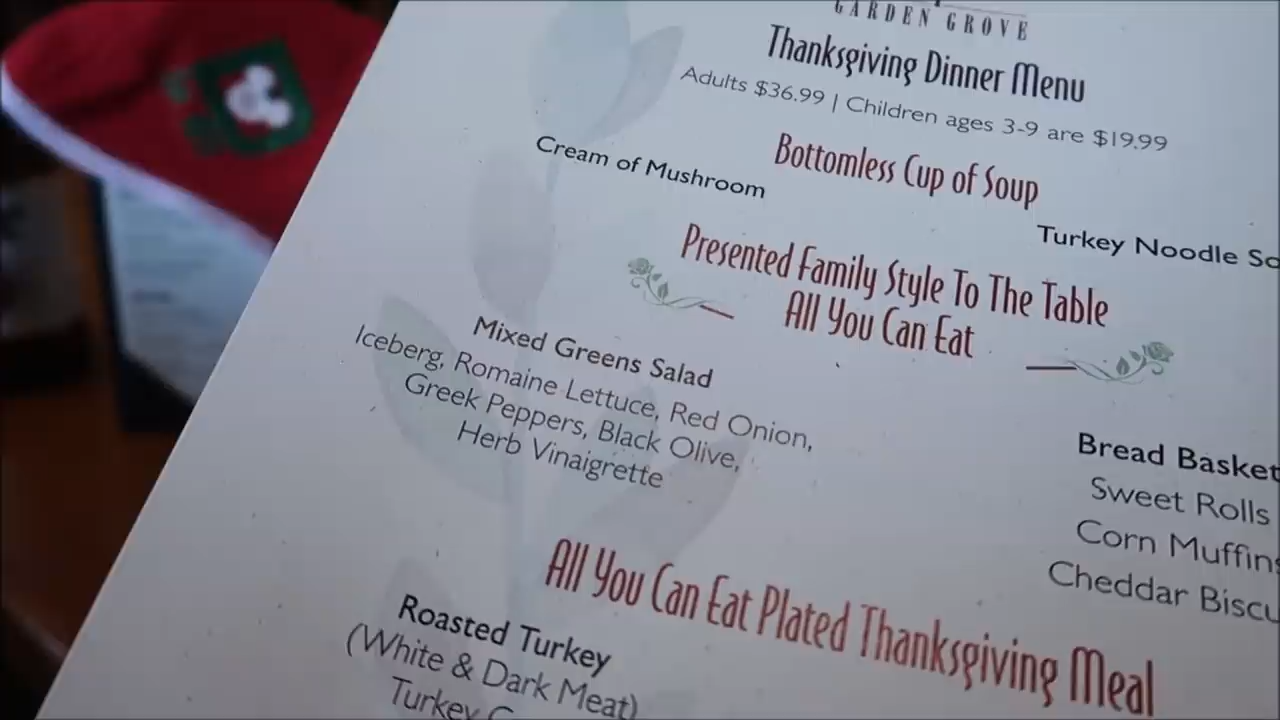 GARDEN GROVE
Thanksgiving Dinner Menu
Adults $36.99 | Children ages 3-9 are $19.99
Bottomless Cup of Soup
Cream of Mushroom
Turkey Noodle
Presented Family Style To The Table
All You Can Eat
Mixed Greens Salad
Iceberg, Romaine Lettuce, Red Onion,
Greek Peppers, Black Olive,
Herb Vinaigrette
Bread Basket
Sweet Rolls
Corn Muffins
Cheddar
All You Can Eat Plated Thanksgiving Meal
Roasted Turkey
(White & Dark Meat)
Turkey